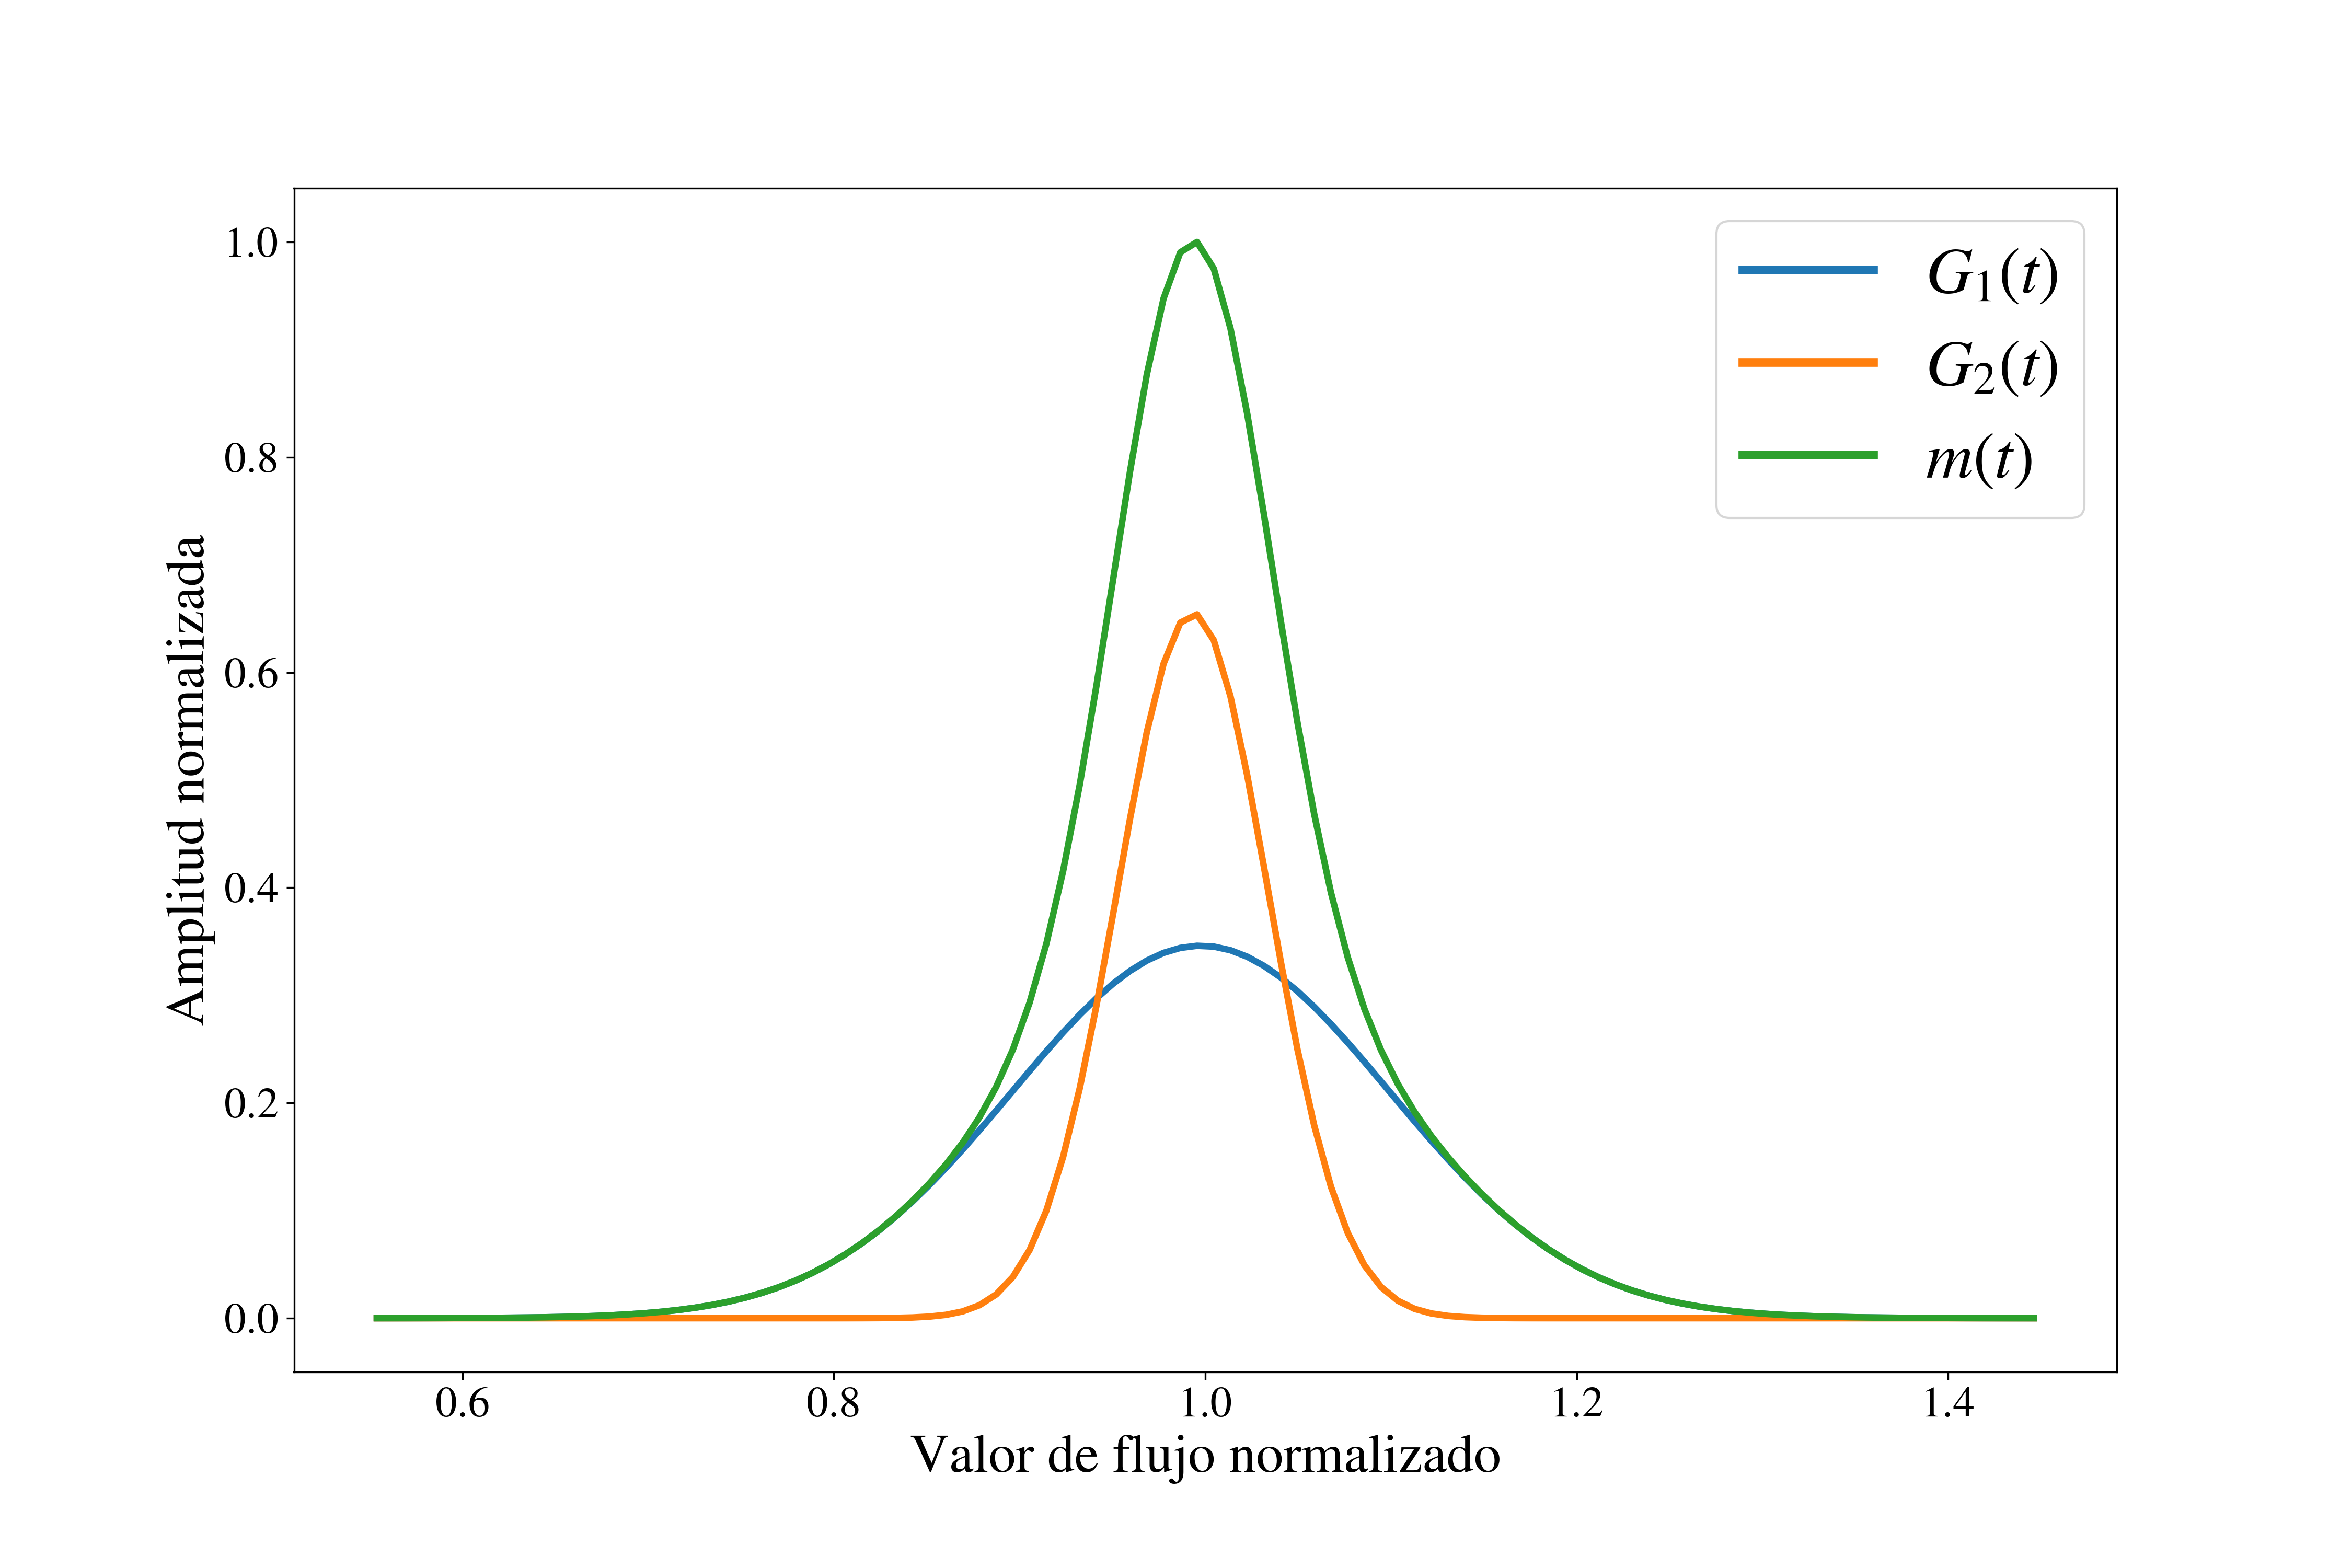 G₁(t)
G₂(t)
m(t)
1.0
0.8
0.6
0.4
0.2
0.0
Amplitud normalizada
0.6 0.8 1.0 1.2 1.4
Valor de flujo normalizado